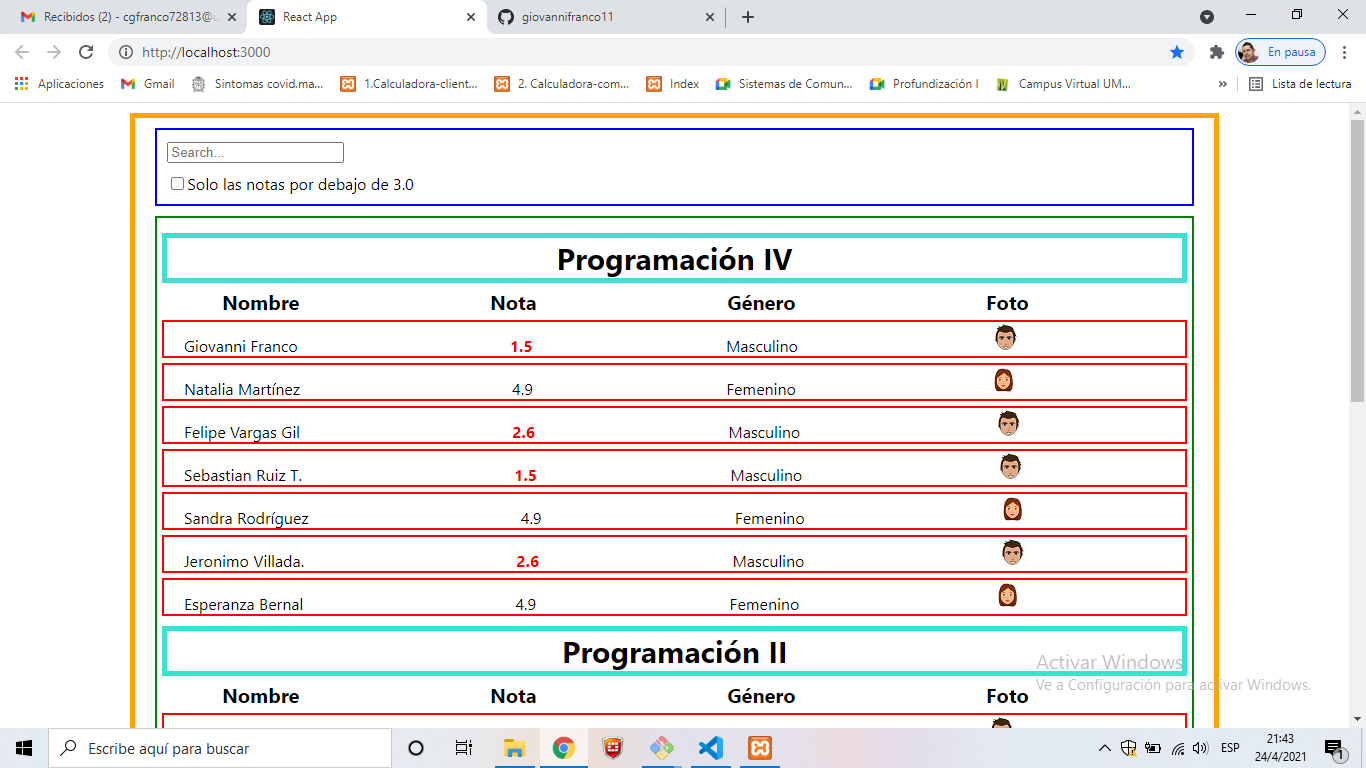 Recibidos (2) - cgfranco72813@u
React App
giovannifranco11
http://localhost:3000
En pausa
Aplicaciones
Gmail
Sintomas covid.ma...
1.Calculadora-client...
2. Calculadora-com...
Index
Sistemas de Comun...
Profundización I
Campus Virtual UM...
»
Lista de lectura
Search...
Solo las notas por debajo de 3.0
Programación IV
Nombre Nota Género Foto
Giovanni Franco 1.5 Masculino
Natalia Martínez 4.9 Femenino
Felipe Vargas Gil 2.6 Masculino
Sebastian Ruiz T. 1.5 Masculino
Sandra Rodríguez 4.9 Femenino
Jeronimo Villada. 2.6 Masculino
Esperanza Bernal 4.9 Femenino
Programación II
Nombre Nota Género Foto
Activar Windows
Ve a Configuración para activar Windows.
Escribe aquí para buscar
ESP
21:43
24/4/2021
1